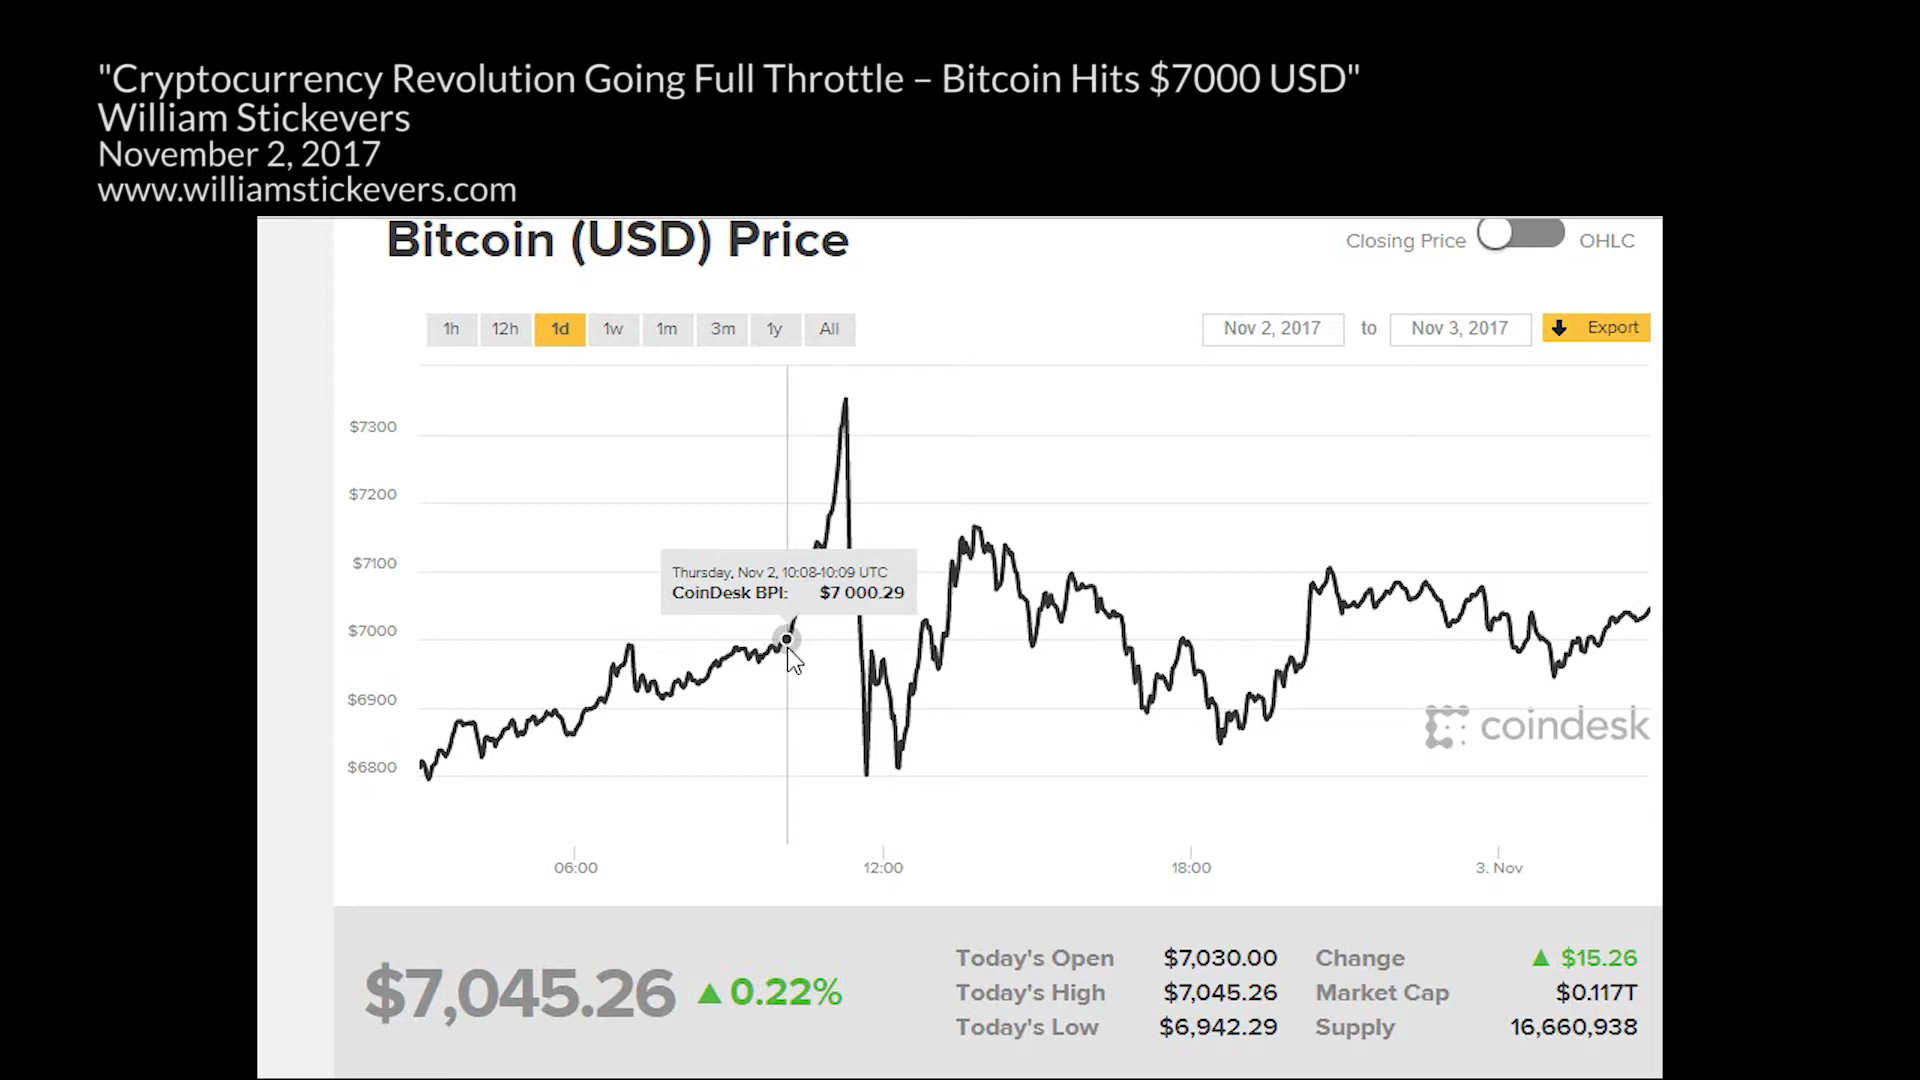 "Cryptocurrency Revolution Going Full Throttle – Bitcoin Hits $7000 USD"
William Stickevers
November 2, 2017
www.williamstickevers.com
Bitcoin (USD) Price
Closing Price OHLC
1h 12h 1d 1w 1m 3m 1y All
Nov 2, 2017 to Nov 3, 2017 Export
$7300
$7200
$7100
Thursday, Nov 2, 10:08-10:09 UTC
CoinDesk BPI: $7 000.29
$7000
$6900
coindesk
$6800
06:00 12:00 18:00 3. Nov
$7,045.26 ▲ 0.22%
Today's Open $7,030.00 Change ▲ $15.26
Today's High $7,045.26 Market Cap $0.117T
Today's Low $6,942.29 Supply 16,660,938